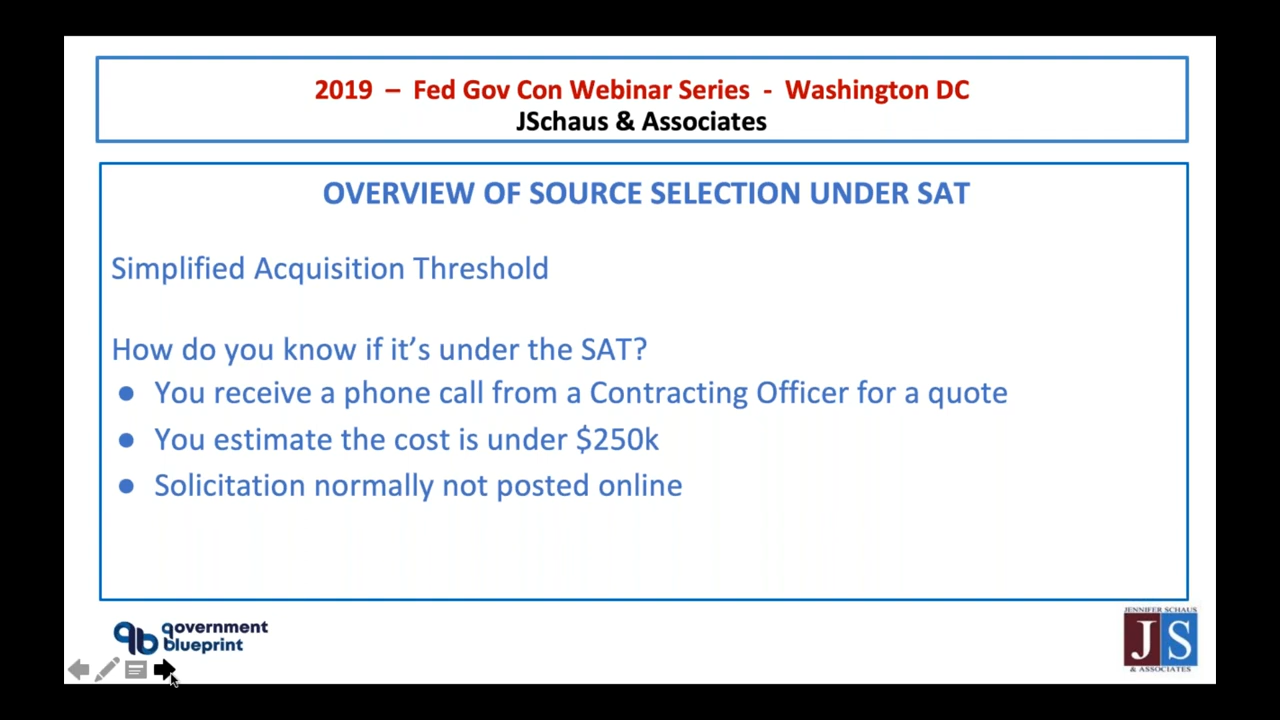 2019 – Fed Gov Con Webinar Series - Washington DC
JSchaus & Associates
OVERVIEW OF SOURCE SELECTION UNDER SAT
Simplified Acquisition Threshold
How do you know if it's under the SAT?
● You receive a phone call from a Contracting Officer for a quote
● You estimate the cost is under $250k
● Solicitation normally not posted online
gb government
blueprint
JENNIFER SCHAUS
J S
& ASSOCIATES